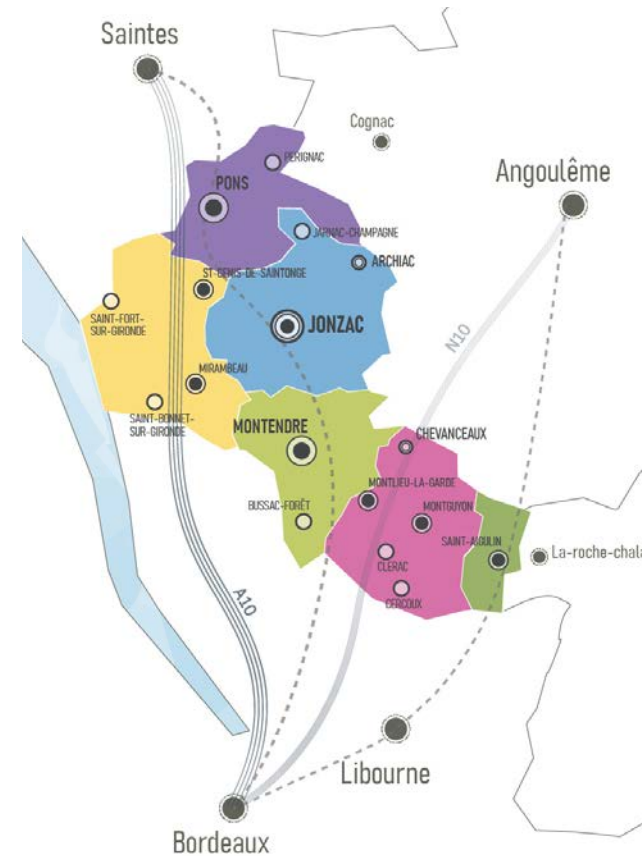 Saintes
Cognac
PERIGNAC
Angoulême
PONS
JARNAC-CHAMPAGNE
ARCHIAC
ST-DENIS-DE-SAINTONGE
SAINT-FORT-
SUR-GIRONDE
JONZAC
N10
MIRAMBEAU
SAINT-BONNET-
SUR-GIRONDE
MONTENDRE
CHEVANCEAUX
MONTLIEU-LA-GARDE
BUSSAC-FORÊT
MONTGUYON
SAINT-AIGULIN
La-roche-chala
CLERAC
CERCOUX
A10
Libourne
Bordeaux